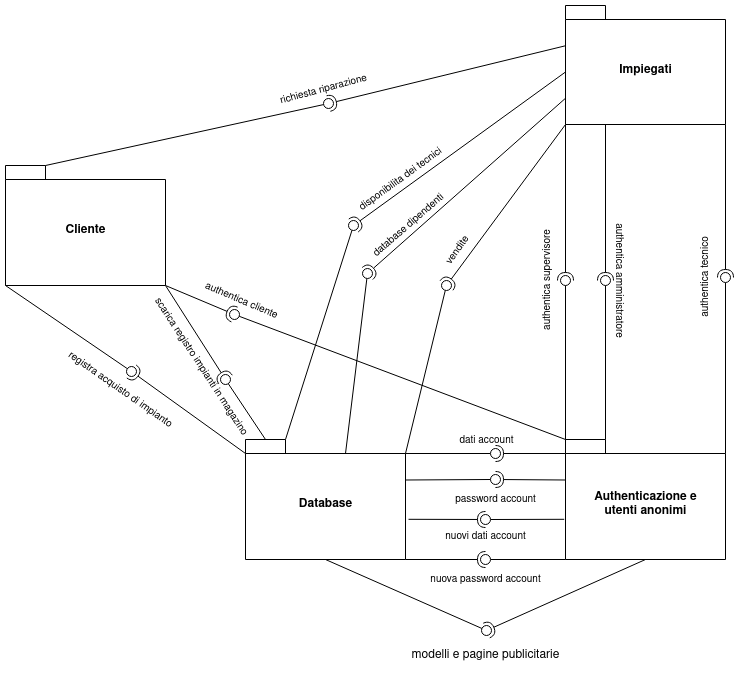 Impiegati
richiesta riparazione
disponibilita dei tecnici
Cliente
database dipendenti
vendite
authentica supervisore
authentica amministratore
authentica tecnico
authentica cliente
scarica registro impianti in magazino
registra acquisto di impianto
dati account
Database
password account
Authenticazione e
utenti anonimi
nuovi dati account
nuova password account
modelli e pagine publicitarie